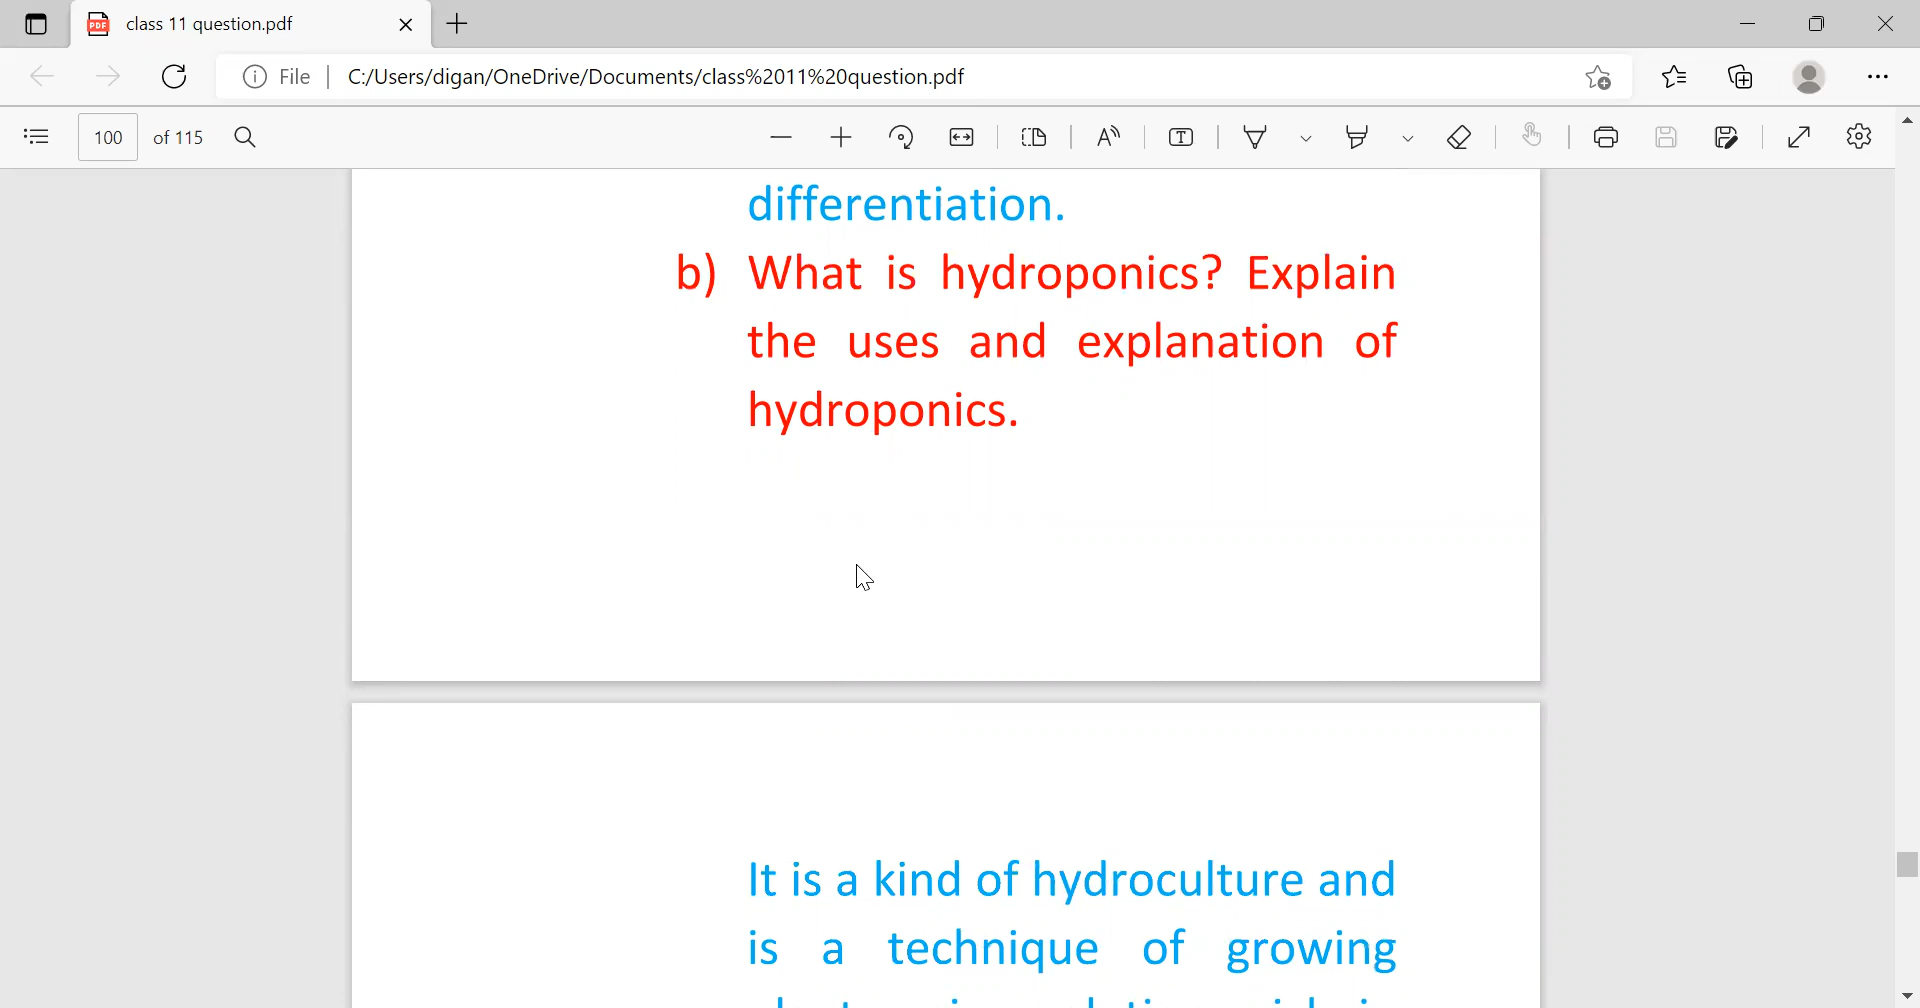 class 11 question.pdf
File
C:/Users/digan/OneDrive/Documents/class%2011%20question.pdf
100 of 115
differentiation.
b) What is hydroponics? Explain
the uses and explanation of
hydroponics.
It is a kind of hydroculture and
is a technique of growing